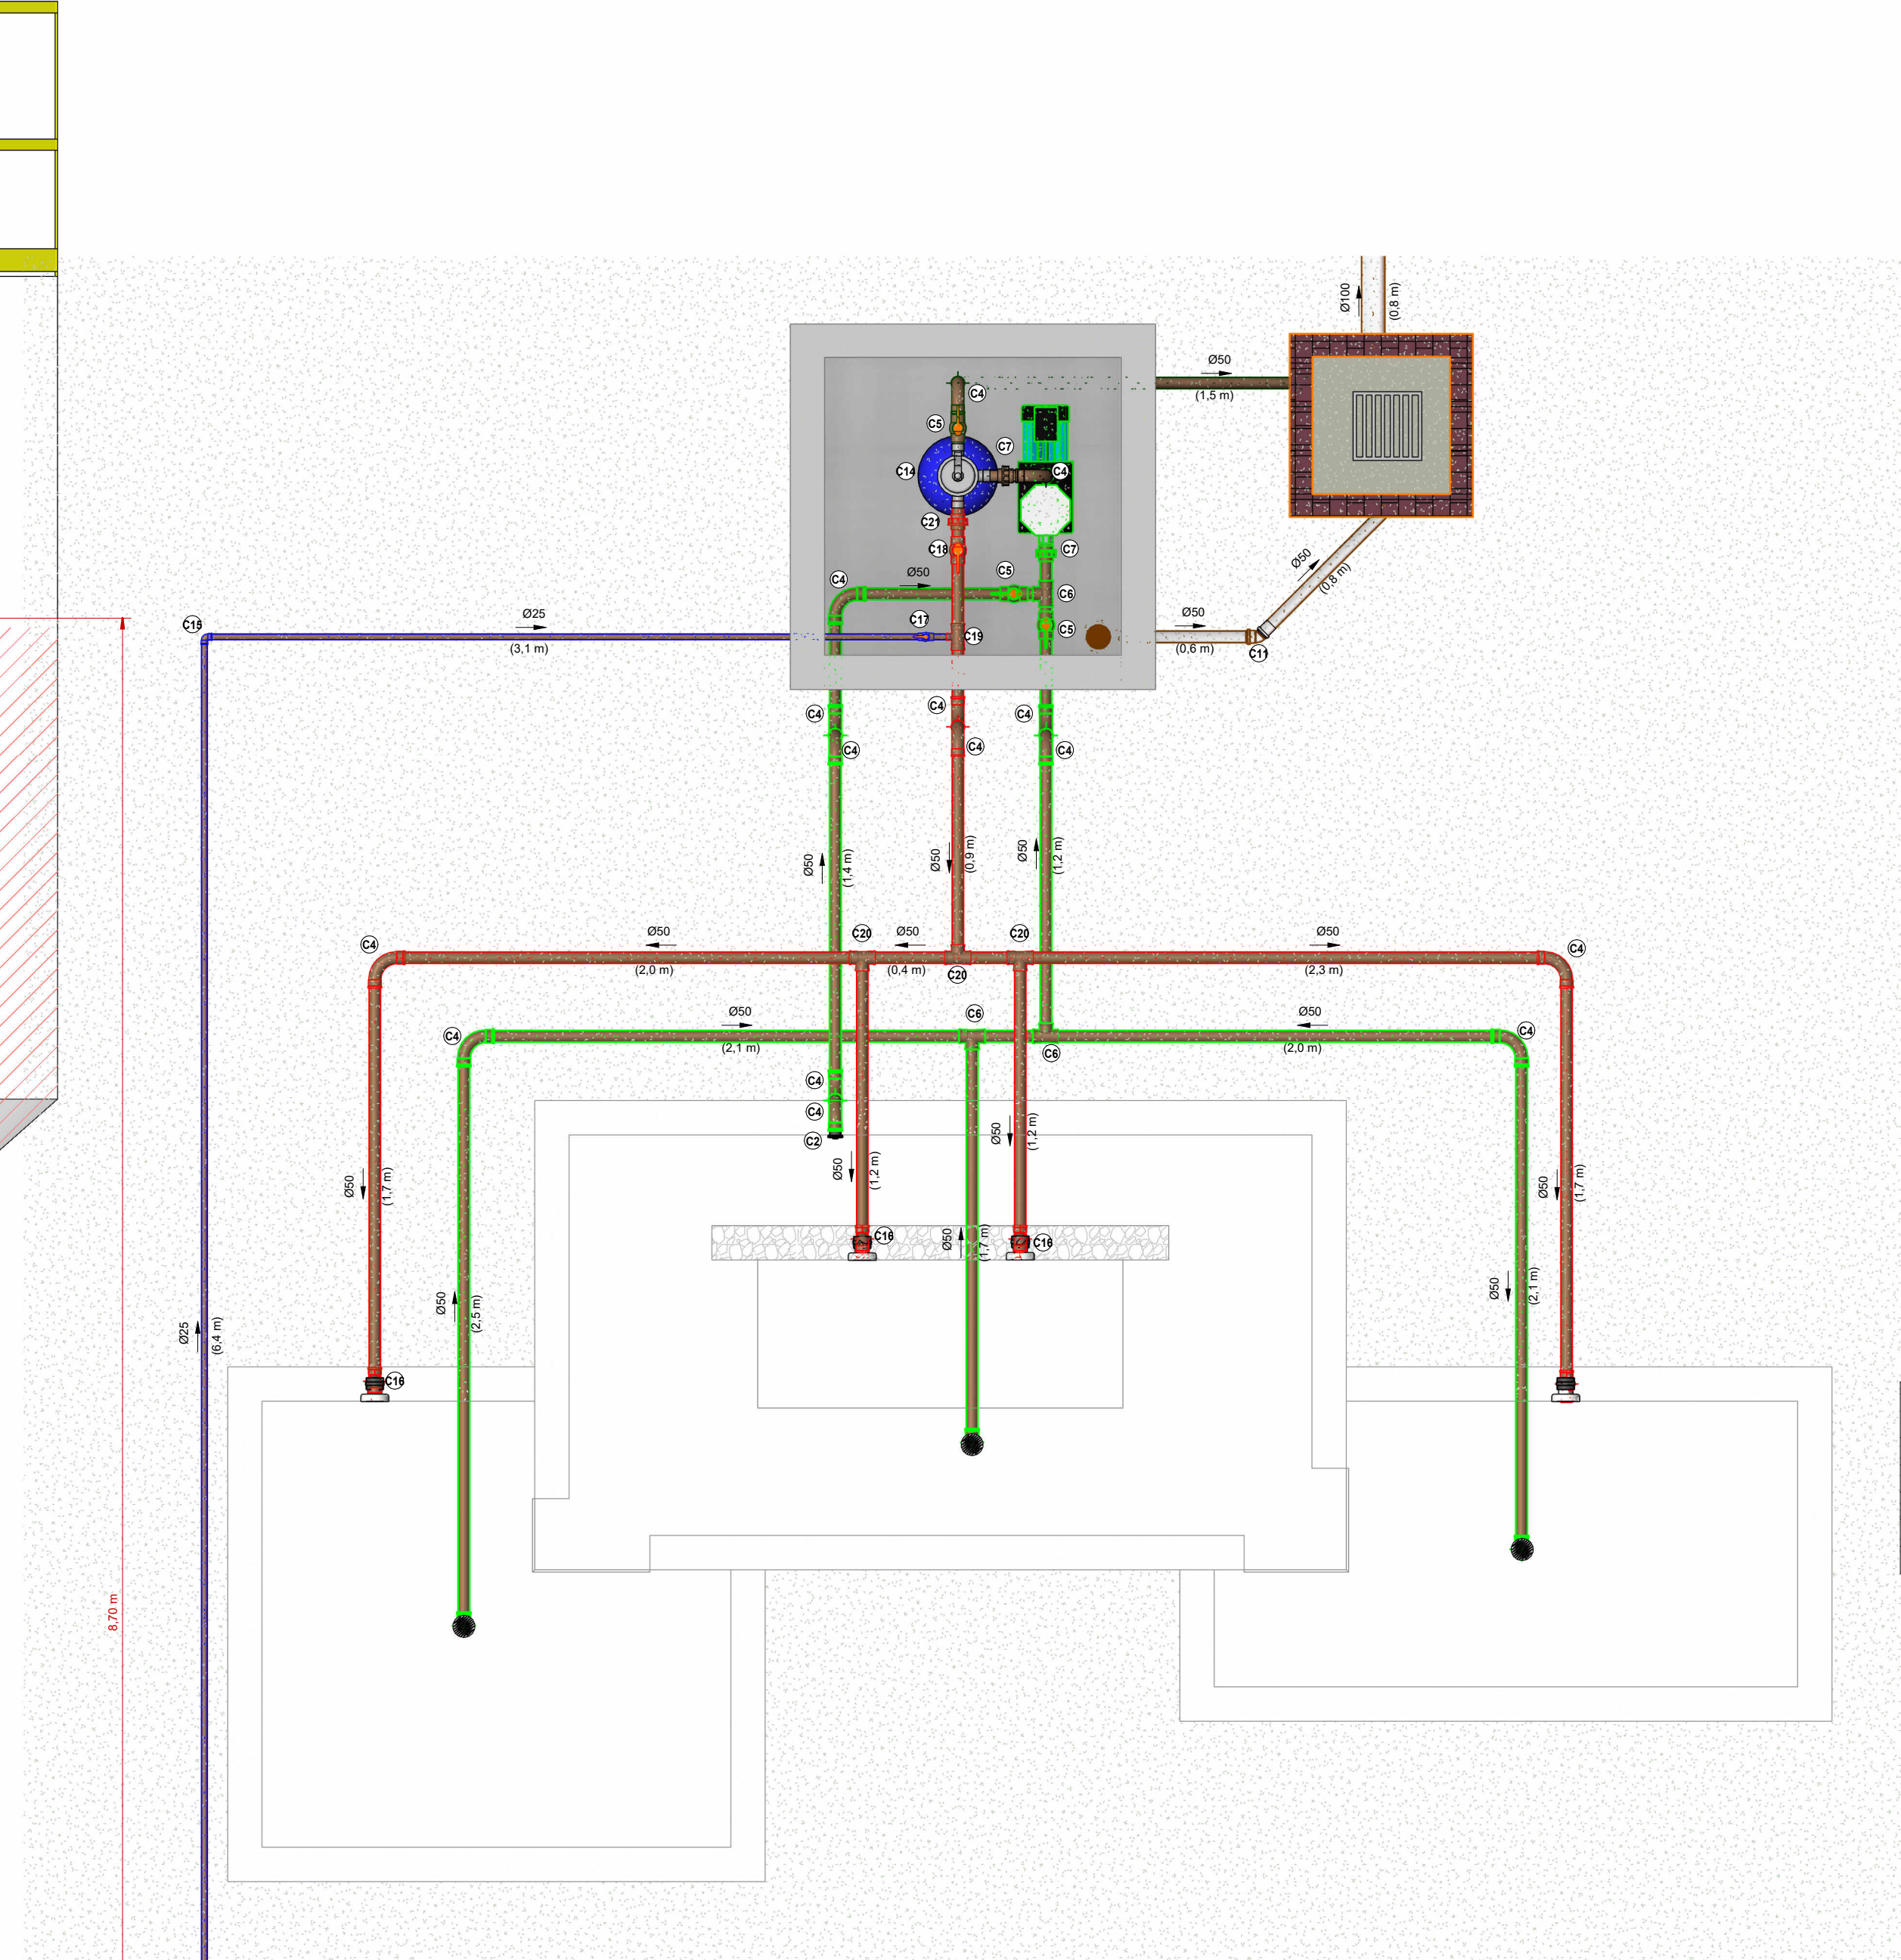 Ø100
(0,8 m)
Ø50
(1,5 m)
C4
C5
C7
C14
C4
C21
C18
C7
Ø50
C5
C4
C6
Ø50
(0,8 m)
C15
Ø25
(3,1 m)
C17
C19
C5
Ø50
(0,6 m)
C11
C4
C4
C4
C4
C4
C4
Ø50
(1,4 m)
Ø50
(0,9 m)
Ø50
(1,2 m)
C4
Ø50
(2,0 m)
C20
Ø50
(0,4 m)
C20
C20
Ø50
(2,3 m)
C4
C4
Ø50
(2,1 m)
C6
C6
Ø50
(2,0 m)
C4
C4
C4
C2
Ø50
(1,7 m)
Ø50
(1,2 m)
Ø50
(1,2 m)
Ø50
(1,7 m)
C16
C16
Ø50
(1,7 m)
Ø50
(2,5 m)
Ø50
(2,1 m)
Ø25
(6,4 m)
C16
8,70 m